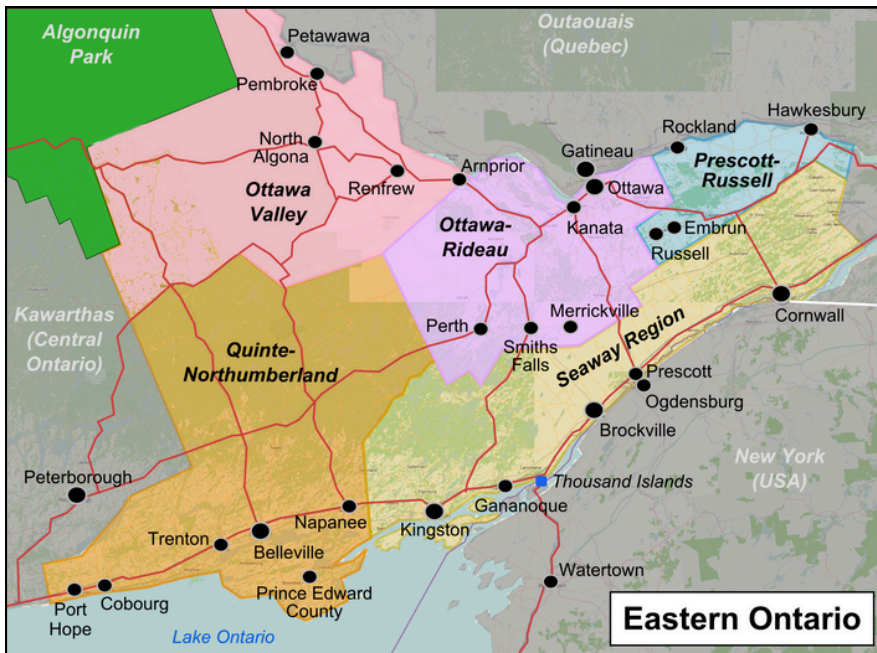 Algonquin
Park
Petawawa
Outaouais
(Quebec)
Pembroke
Hawkesbury
North
Algona
Rockland
Gatineau
Prescott-
Russell
Arnprior
Renfrew
Ottawa
Valley
Ottawa
Ottawa-
Rideau
Kanata
Embrun
Russell
Kawarthas
(Central
Ontario)
Perth
Merrickville
Cornwall
Smiths
Falls
Seaway Region
Quinte-
Northumberland
Prescott
Ogdensburg
Brockville
New York
(USA)
Peterborough
Thousand Islands
Gananoque
Napanee
Kingston
Trenton
Belleville
Watertown
Prince Edward
County
Port
Hope
Cobourg
Eastern Ontario
Lake Ontario